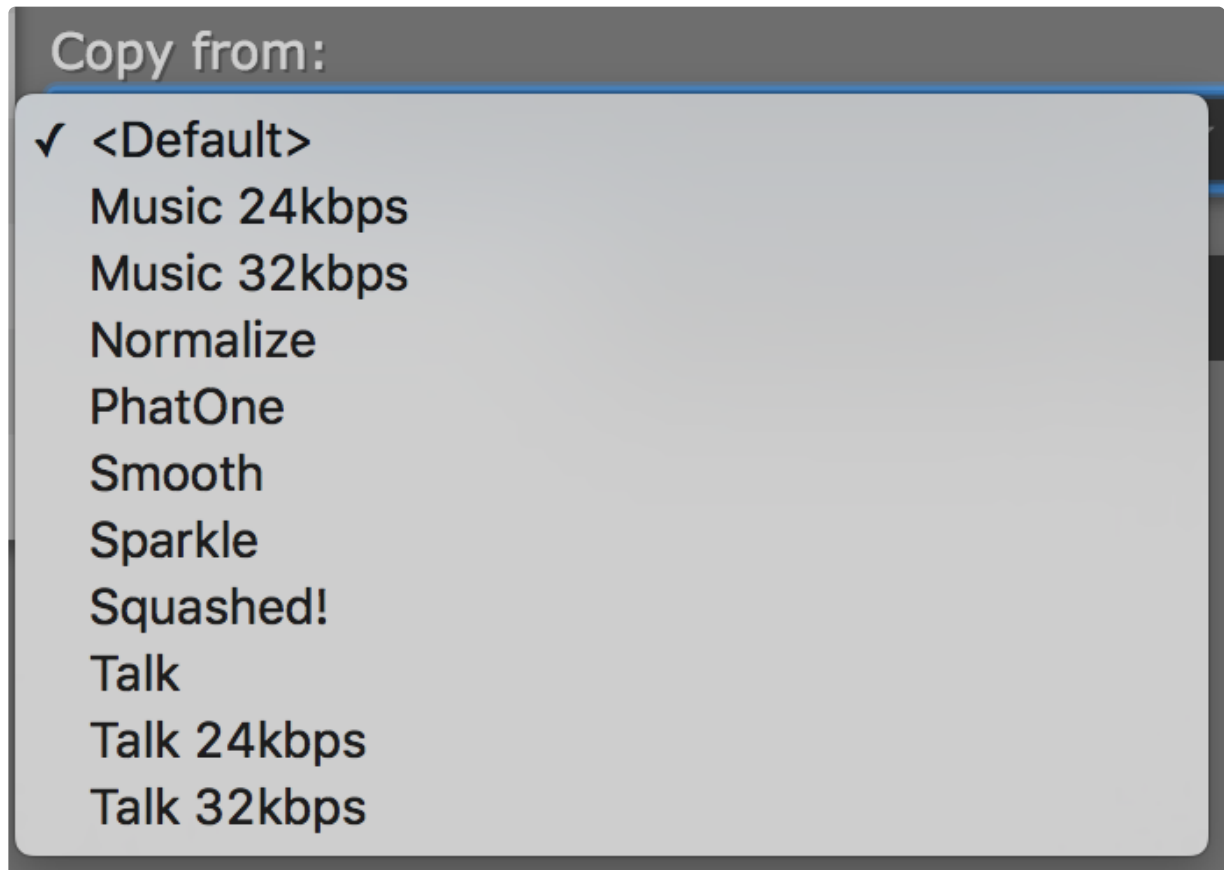 Copy from:
✓ <Default>
Music 24kbps
Music 32kbps
Normalize
PhatOne
Smooth
Sparkle
Squashed!
Talk
Talk 24kbps
Talk 32kbps